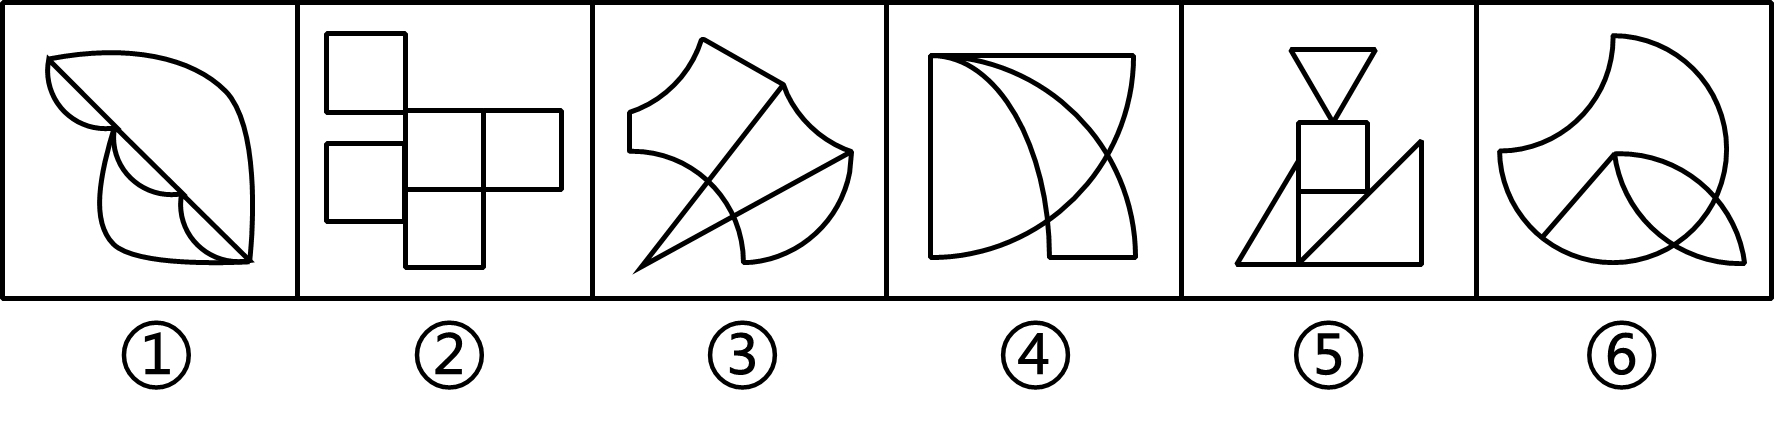 ① ② ③ ④ ⑤ ⑥